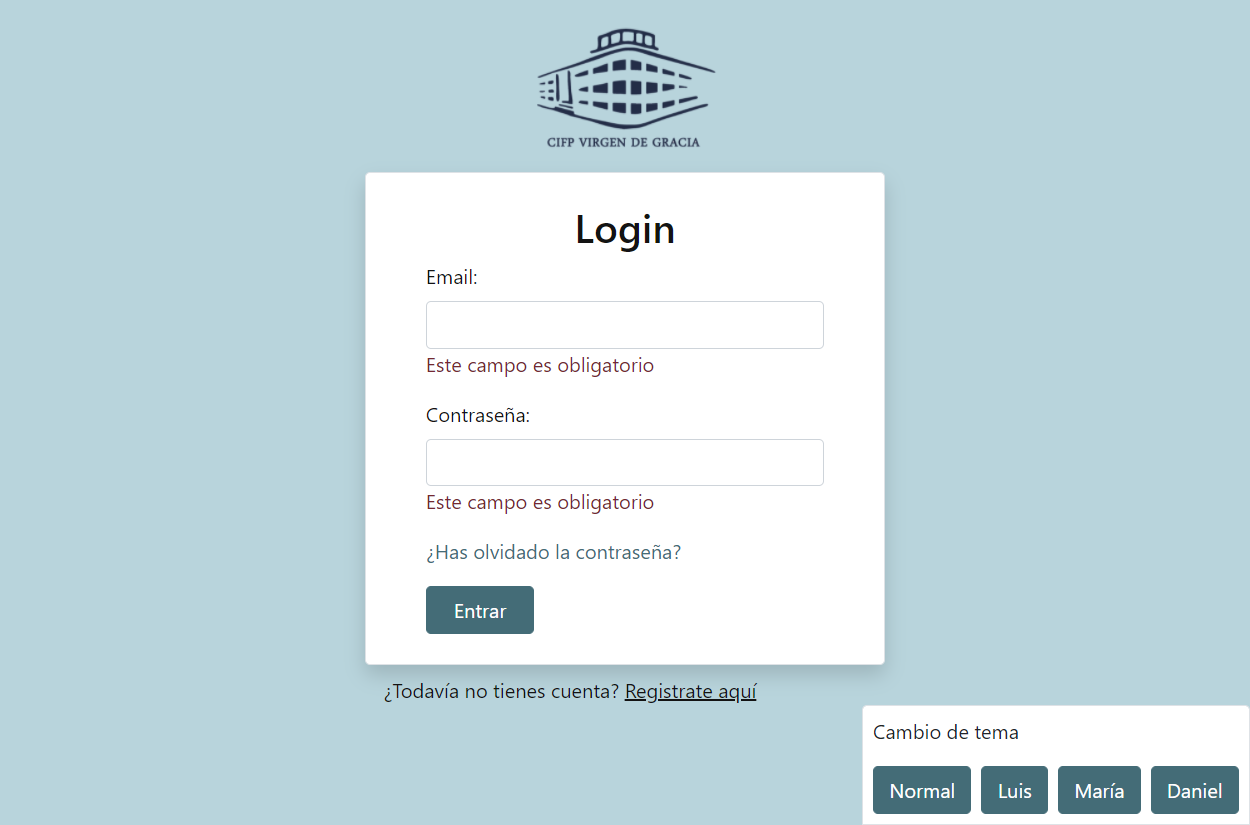 CIFP VIRGEN DE GRACIA
Login
Email:
Este campo es obligatorio
Contraseña:
Este campo es obligatorio
¿Has olvidado la contraseña?
Entrar
¿Todavía no tienes cuenta? Registrate aquí
Cambio de tema
Normal Luis María Daniel